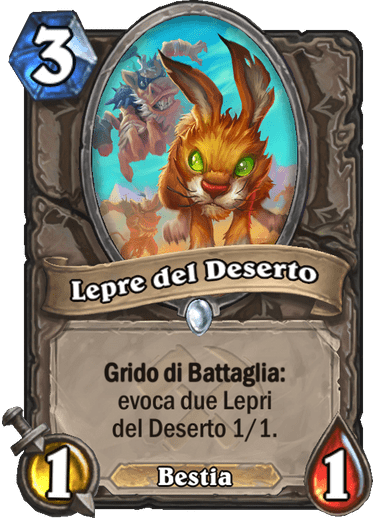 3
Lepre del Deserto
Grido di Battaglia:
evoca due Lepri
del Deserto 1/1.
1
Bestia
1